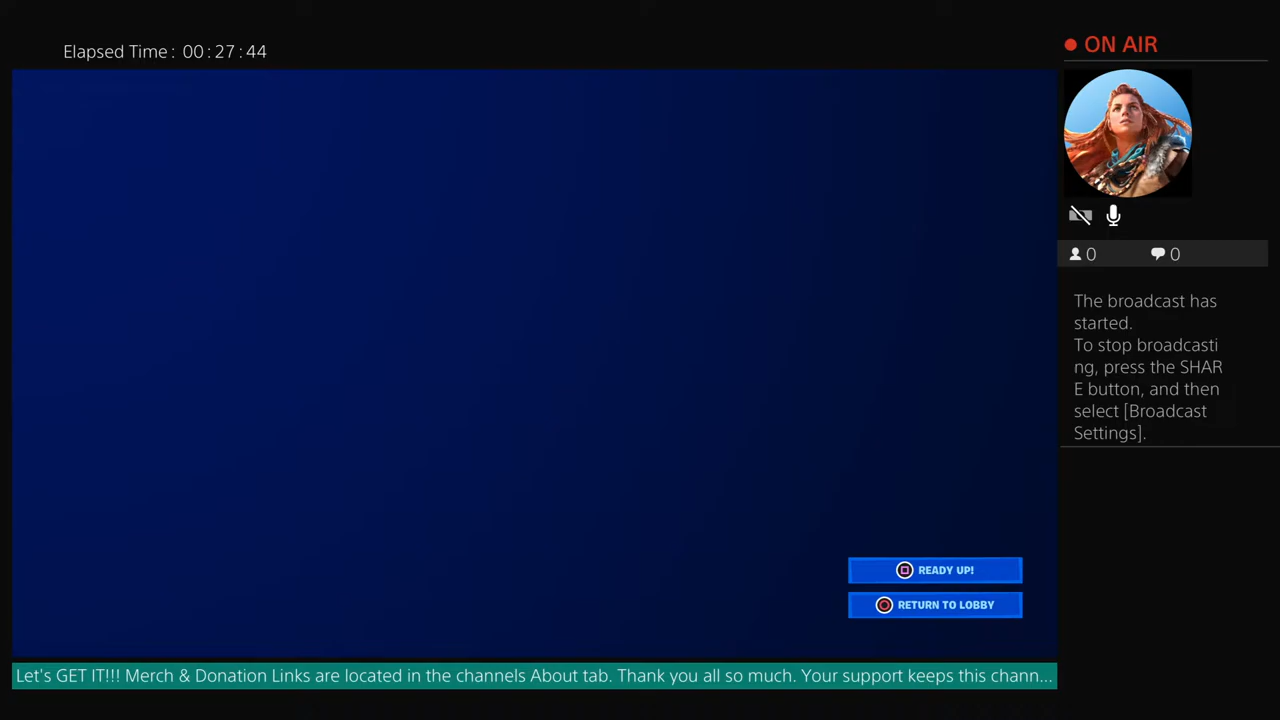 Elapsed Time: 00:27:44
ON AIR
0
0
The broadcast has
started.
To stop broadcasti
ng, press the SHAR
E button, and then
select [Broadcast
Settings].
READY UP!
RETURN TO LOBBY
Let's GET IT!!! Merch & Donation Links are located in the channels About tab. Thank you all so much. Your support keeps this chann...